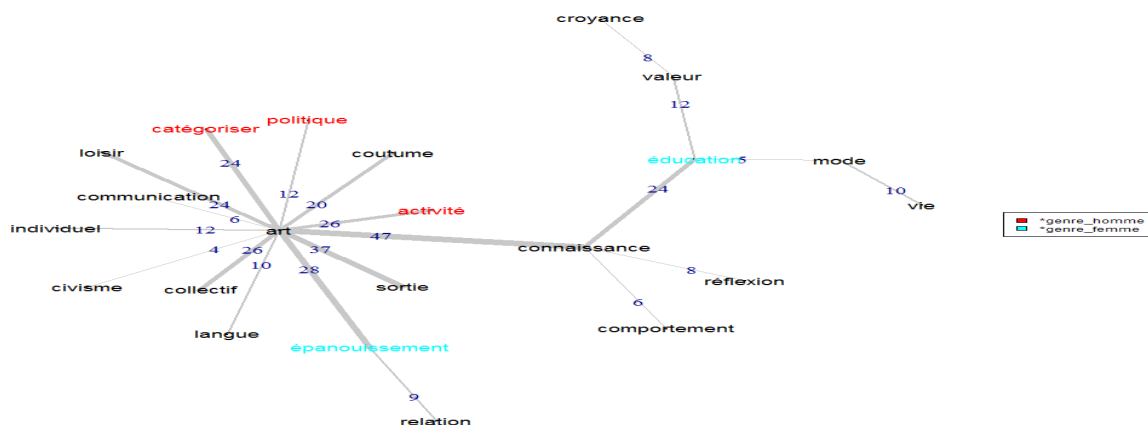 croyance
8
valeur
12
catégoriser
politique
loisir
coutume
24
éducation
5
mode
communication
24
12
20
24
10
vie
6
26
activité
individuel
12
art
47
connaissance
*genre_homme
*genre_femme
4
26
37
10
28
8
réflexion
civisme
collectif
sortie
6
langue
comportement
épanouissement
9
relation